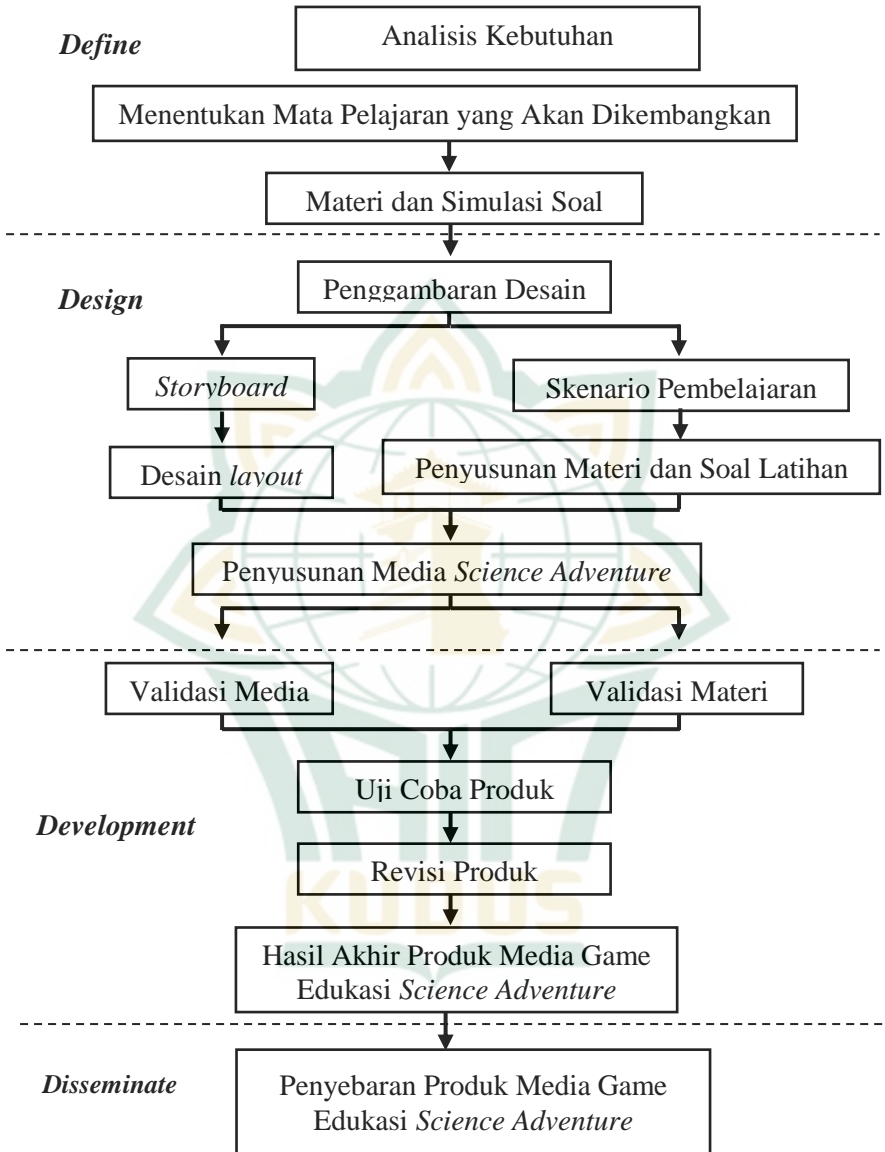 Define
Analisis Kebutuhan
Menentukan Mata Pelajaran yang Akan Dikembangkan
Materi dan Simulasi Soal
Design
Penggambaran Desain
Storyboard
Skenario Pembelajaran
Desain layout
Penyusunan Materi dan Soal Latihan
Penyusunan Media Science Adventure
Validasi Media
Validasi Materi
Uji Coba Produk
Development
Revisi Produk
KUDUS
Hasil Akhir Produk Media Game
Edukasi Science Adventure
Disseminate
Penyebaran Produk Media Game
Edukasi Science Adventure